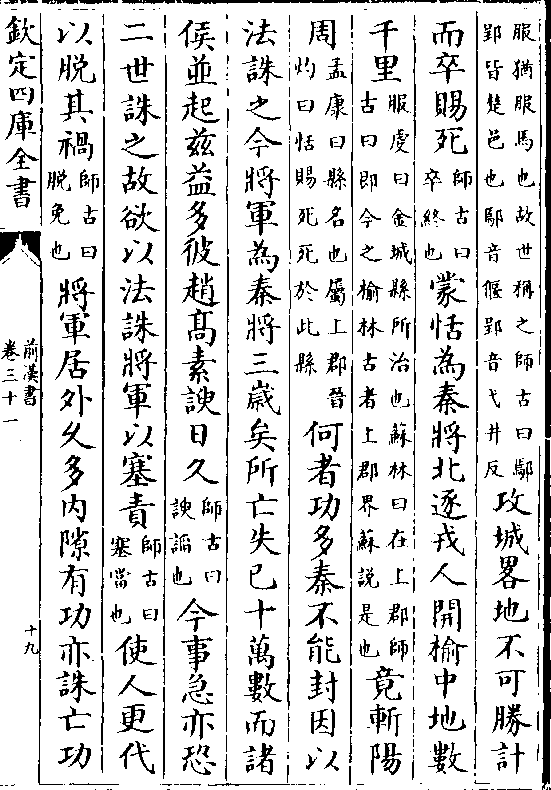 服猶服馬也故世稱之師古曰鄢郢皆楚邑也鄢音偃郢音弋井反攻城畧地不可勝計
而卒賜死師古曰卒終也蒙恬為秦將北逐戎人開榆中地數
千里服虔曰金城縣所治也蘇林曰在上郡師古曰即今之榆林古者上郡界蘇說是也竟斬陽
周孟康曰縣名也屬上郡晉灼曰恬賜死死於此縣何者功多秦不能封因以
法誅之今將軍為秦將三歲矣所亡失已十萬數而諸
侯並起茲益多彼趙髙素諛日久師古曰諛謟也今事急亦恐
二世誅之故欲以法誅將軍以塞責師古曰塞當也使人更代
以脫其禍師古曰脫免也將軍居外久多內隙有功亦誅亡功
欽定四庫全書
前漢書
卷三十一
十九